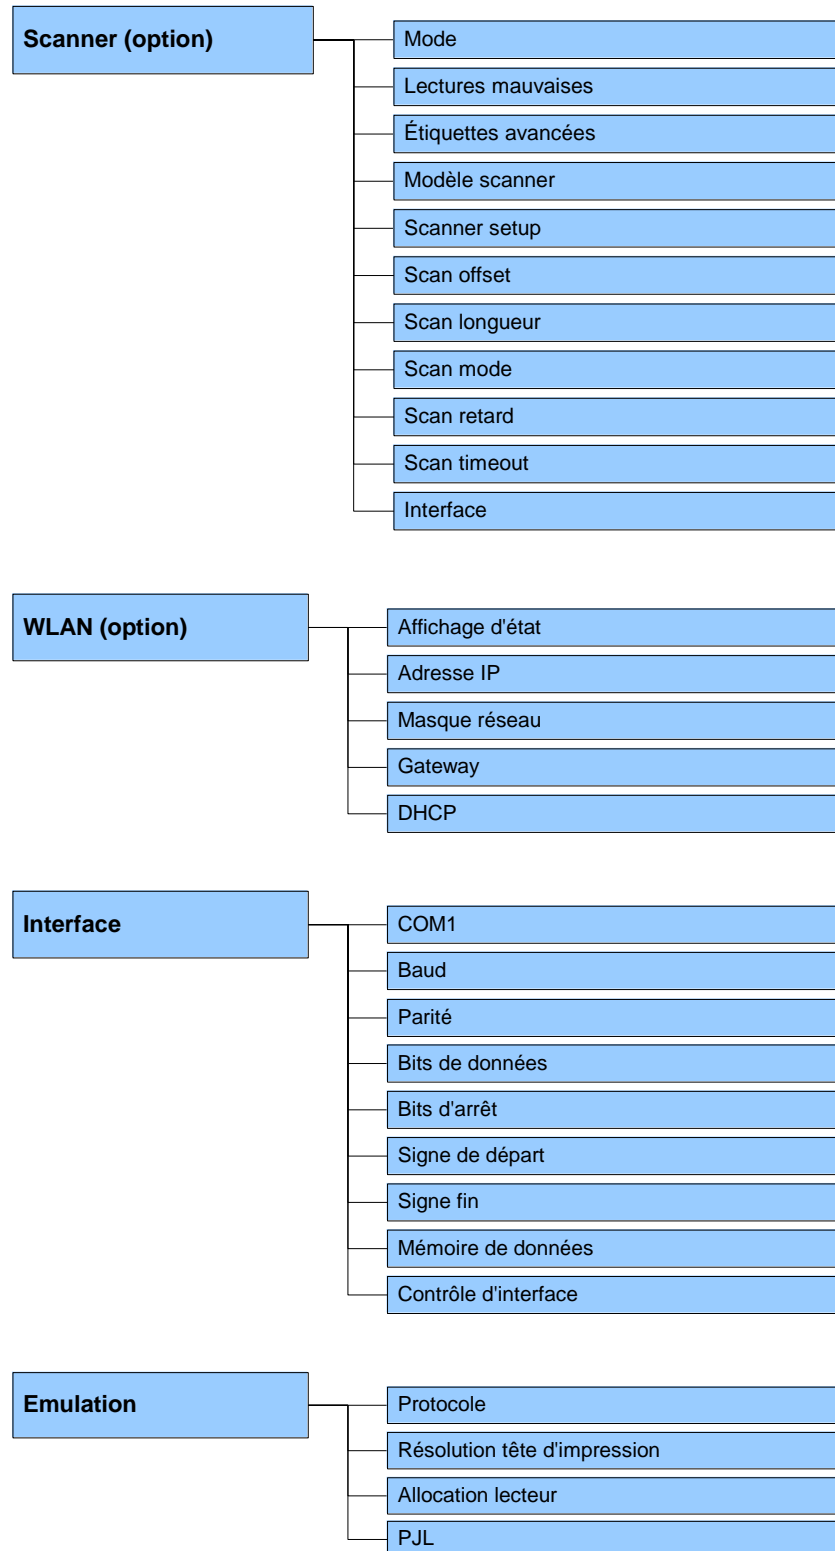 Scanner (option)
Mode
Lectures mauvaises
Étiquettes avancées
Modèle scanner
Scanner setup
Scan offset
Scan longueur
Scan mode
Scan retard
Scan timeout
Interface
WLAN (option)
Affichage d'état
Adresse IP
Masque réseau
Gateway
DHCP
Interface
COM1
Baud
Parité
Bits de données
Bits d'arrêt
Signe de départ
Signe fin
Mémoire de données
Contrôle d'interface
Emulation
Protocole
Résolution tête d'impression
Allocation lecteur
PJL